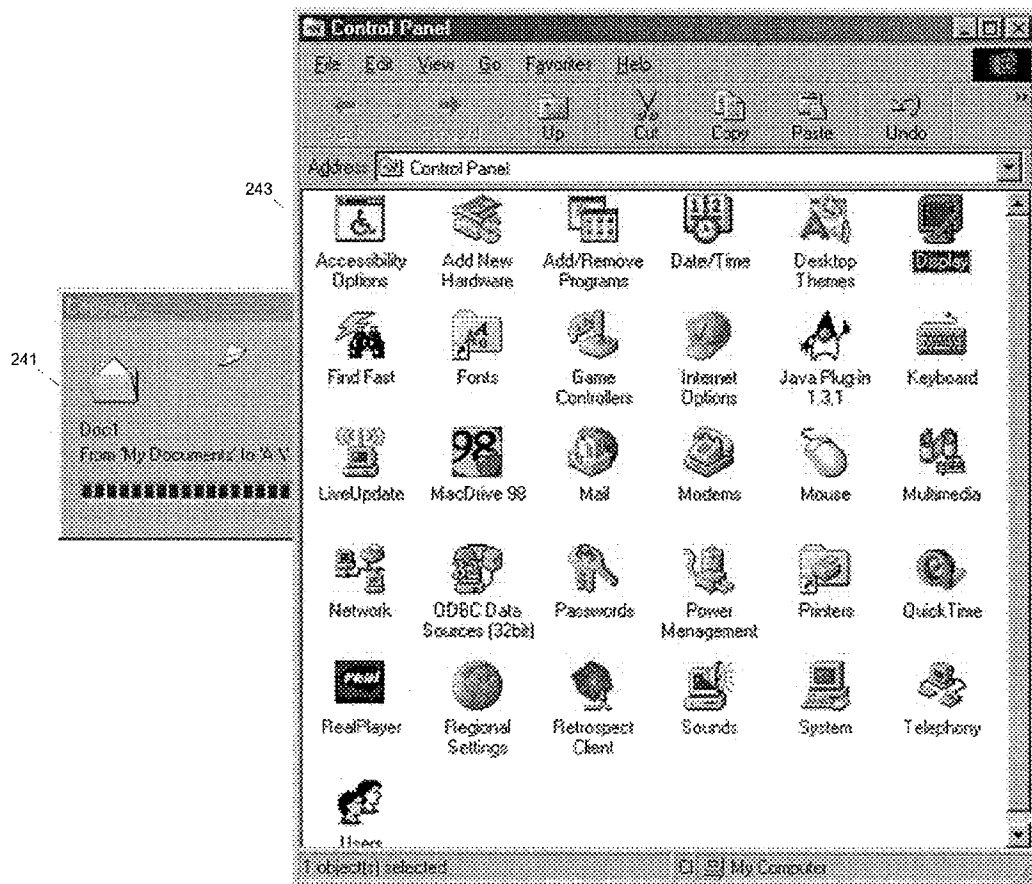 Control Panel
File Edit View Go Favorites Help
Up Cut Copy Paste Undo
Address Control Panel
243
Accessibility Options
Add New Hardware
Add/Remove Programs
Date/Time
Desktop Themes
Display
241
Find Fast
Fonts
Game Controllers
Internet Options
Java Plug-in 1.3.1
Keyboard
Doc1
From 'My Documents' to 'A:\'
LiveUpdate
98
MacDrive 98
Mail
Modems
Mouse
Multimedia
Network
ODBC Data Sources (32bit)
Passwords
Power Management
Printers
QuickTime
real
RealPlayer
Regional Settings
Retrospect Client
Sounds
System
Telephony
Users
1 object(s) selected
My Computer